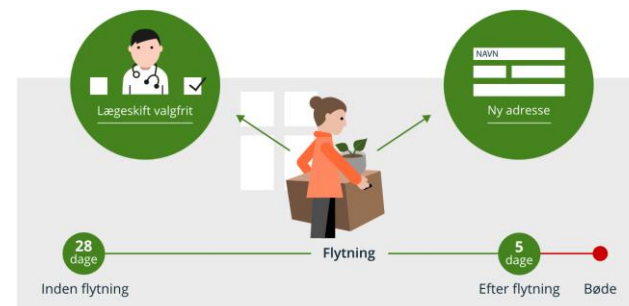 Lægeskift valgfrit
NAVN
Ny adresse
28
dage
Flytning
5
dage
Inden flytning
Efter flytning
Bøde